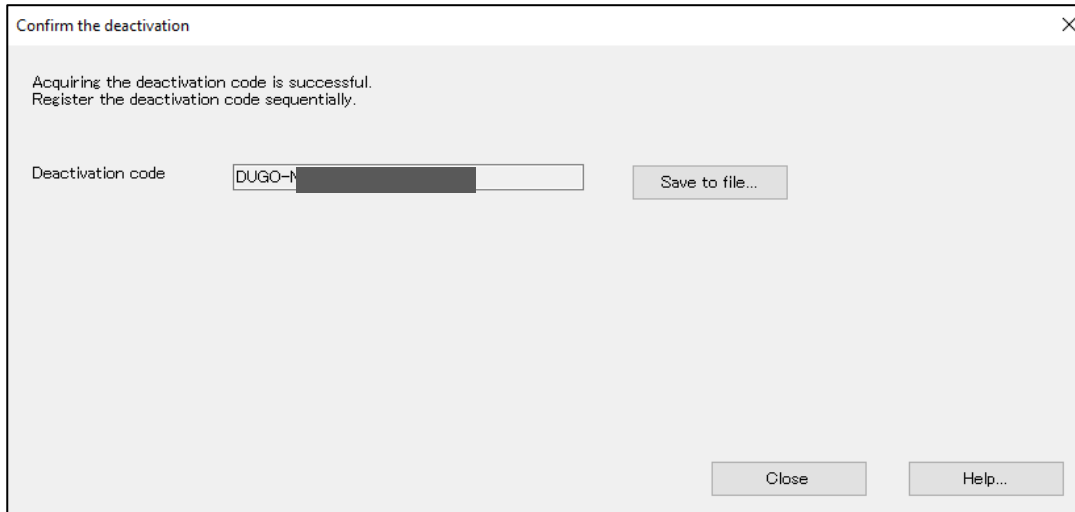 Confirm the deactivation
Acquiring the deactivation code is successful.
Register the deactivation code sequentially.
Deactivation code
DUGO-
Save to file...
Close
Help...